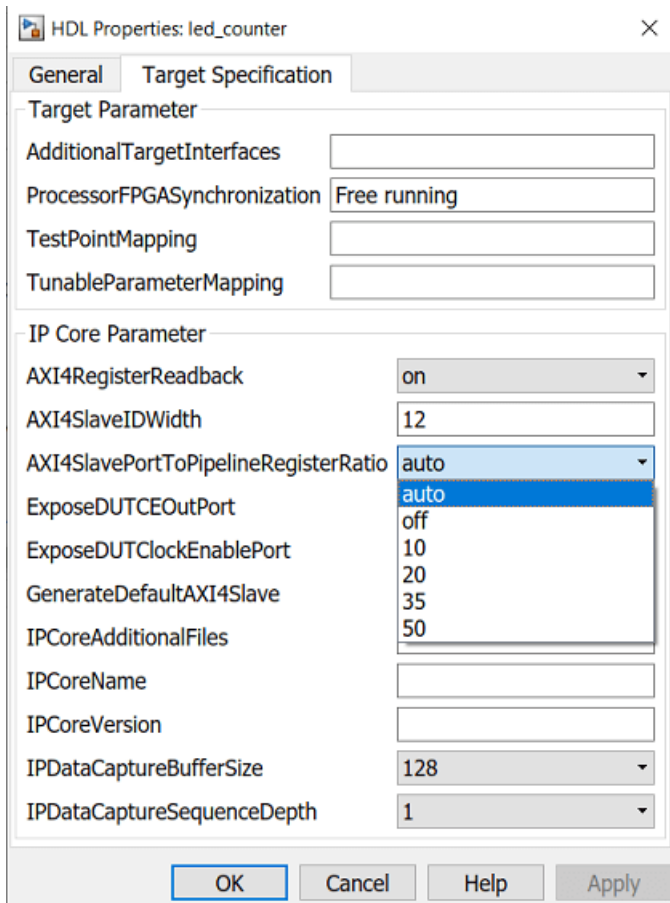 HDL Properties: led_counter
General Target Specification
Target Parameter
AdditionalTargetInterfaces
ProcessorFPGASynchronization Free running
TestPointMapping
TunableParameterMapping
IP Core Parameter
AXI4RegisterReadback on
AXI4SlaveIDWidth 12
AXI4SlavePortToPipelineRegisterRatio auto
auto
ExposeDUTCEOutPort off
ExposeDUTClockEnablePort 10
GenerateDefaultAXI4Slave 20
35
IPCoreAdditionalFiles 50
IPCoreName
IPCoreVersion
IPDataCaptureBufferSize 128
IPDataCaptureSequenceDepth 1
OK Cancel Help Apply